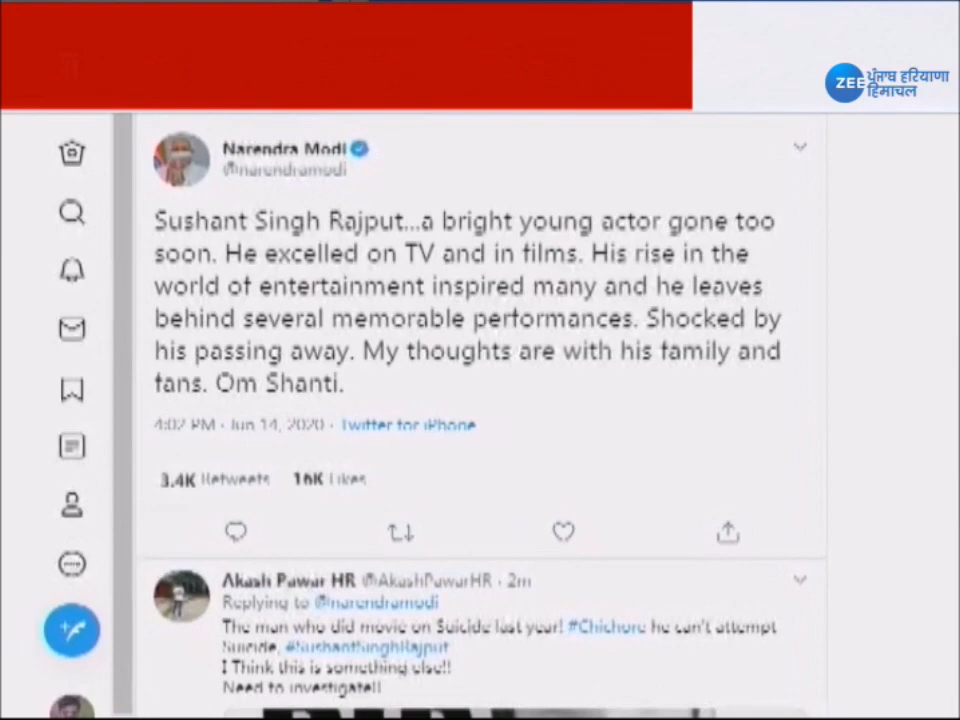 ZEE ਪੰਜਾਬ हरियाणा
हिमाचल
Narendra Modi
@narendramodi
Sushant Singh Rajput...a bright young actor gone too
soon. He excelled on TV and in films. His rise in the
world of entertainment inspired many and he leaves
behind several memorable performances. Shocked by
his passing away. My thoughts are with his family and
fans. Om Shanti.
4:02 PM · Jun 14, 2020 · Twitter for iPhone
3.4K Retweets 16K Likes
Akash Pawar HR @AkashPawarHR · 2m
Replying to @narendramodi
The man who did movie on Suicide last year! #Chichore he can't attempt
Suicide, #SushantSinghRajput
I Think this is something else!!
Need to investigate!!